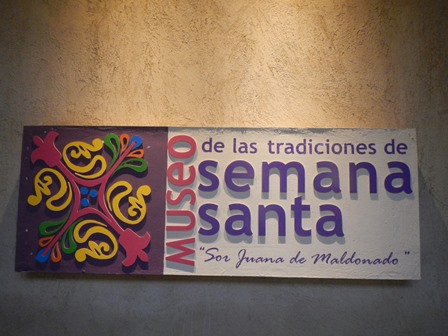 MUSEO
de las tradiciones de
semana
santa
"Sor Juana de Maldonado"